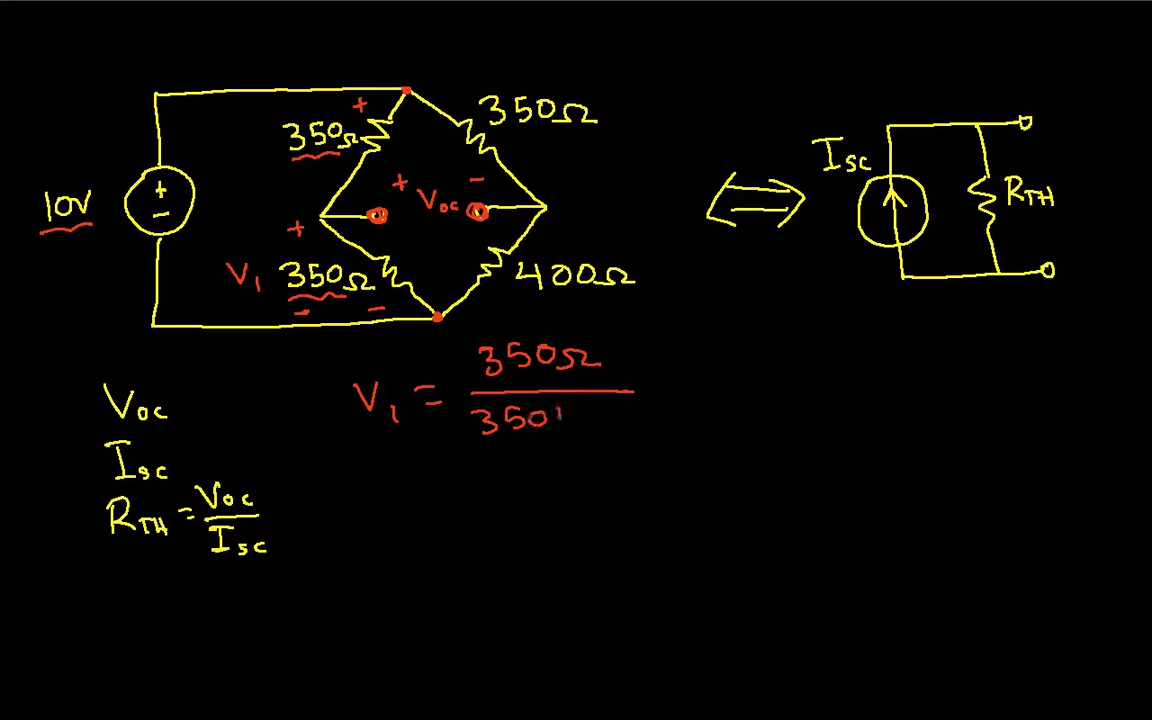 350Ω
+
350Ω
+ Voc −
10V
+
−
+
V₁ 350Ω
− −
400Ω
Isc
RTH
Voc
Isc
RTH = Voc / Isc
V₁ = 350Ω / 350